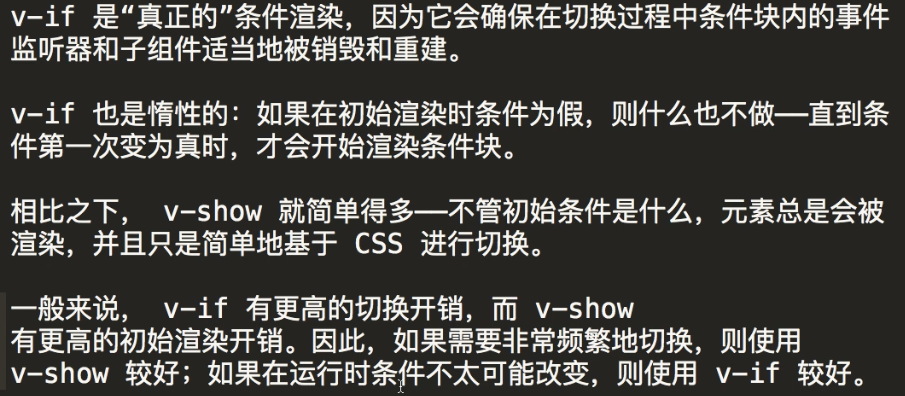 v-if 是“真正的”条件渲染，因为它会确保在切换过程中条件块内的事件
监听器和子组件适当地被销毁和重建。
v-if 也是惰性的：如果在初始渲染时条件为假，则什么也不做——直到条
件第一次变为真时，才会开始渲染条件块。
相比之下， v-show 就简单得多——不管初始条件是什么，元素总是会被
渲染，并且只是简单地基于 CSS 进行切换。
一般来说， v-if 有更高的切换开销，而 v-show
有更高的初始渲染开销。因此，如果需要非常频繁地切换，则使用
v-show 较好；如果在运行时条件不太可能改变，则使用 v-if 较好。